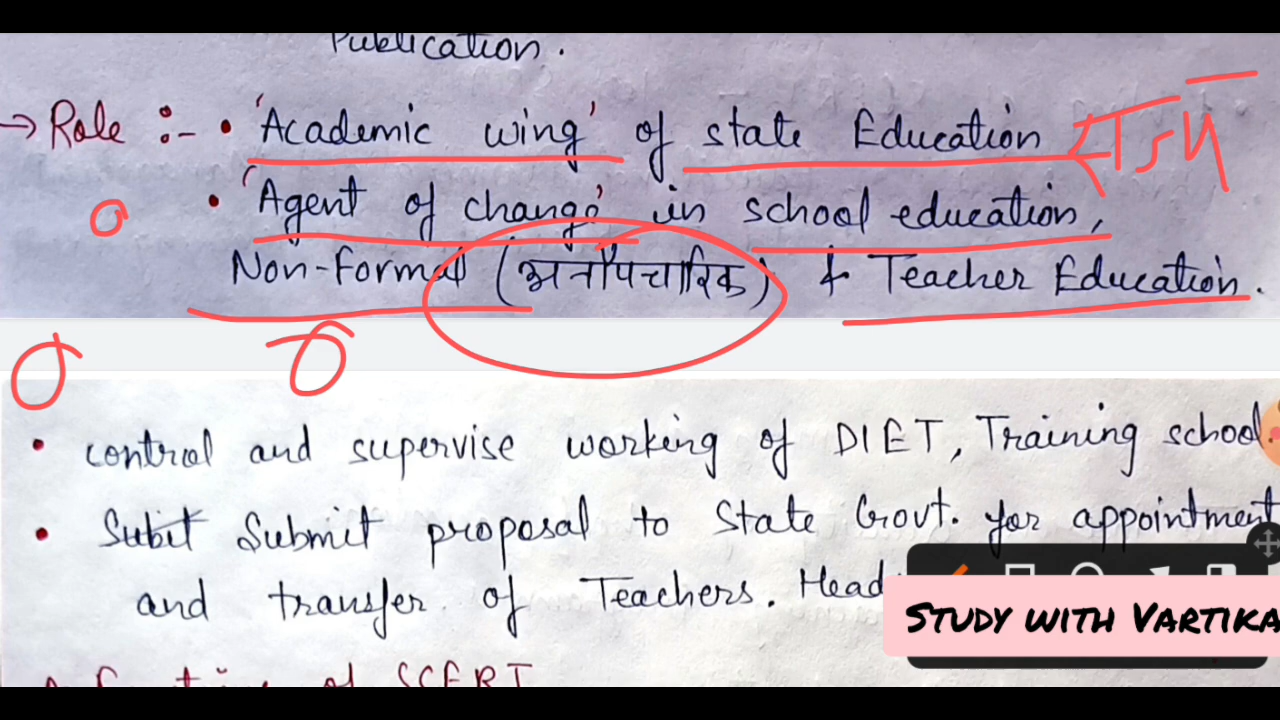 Publication.
→ Role :- • 'Academic wing' of state Education
• 'Agent of change' in school education,
Non-Formal (अनौपचारिक) & Teacher Education.
• control and supervise working of DIET, Training school.
• Submit proposal to State Govt. for appointment
and transfer of Teachers. Head
STUDY WITH VARTIKA
of SCERT